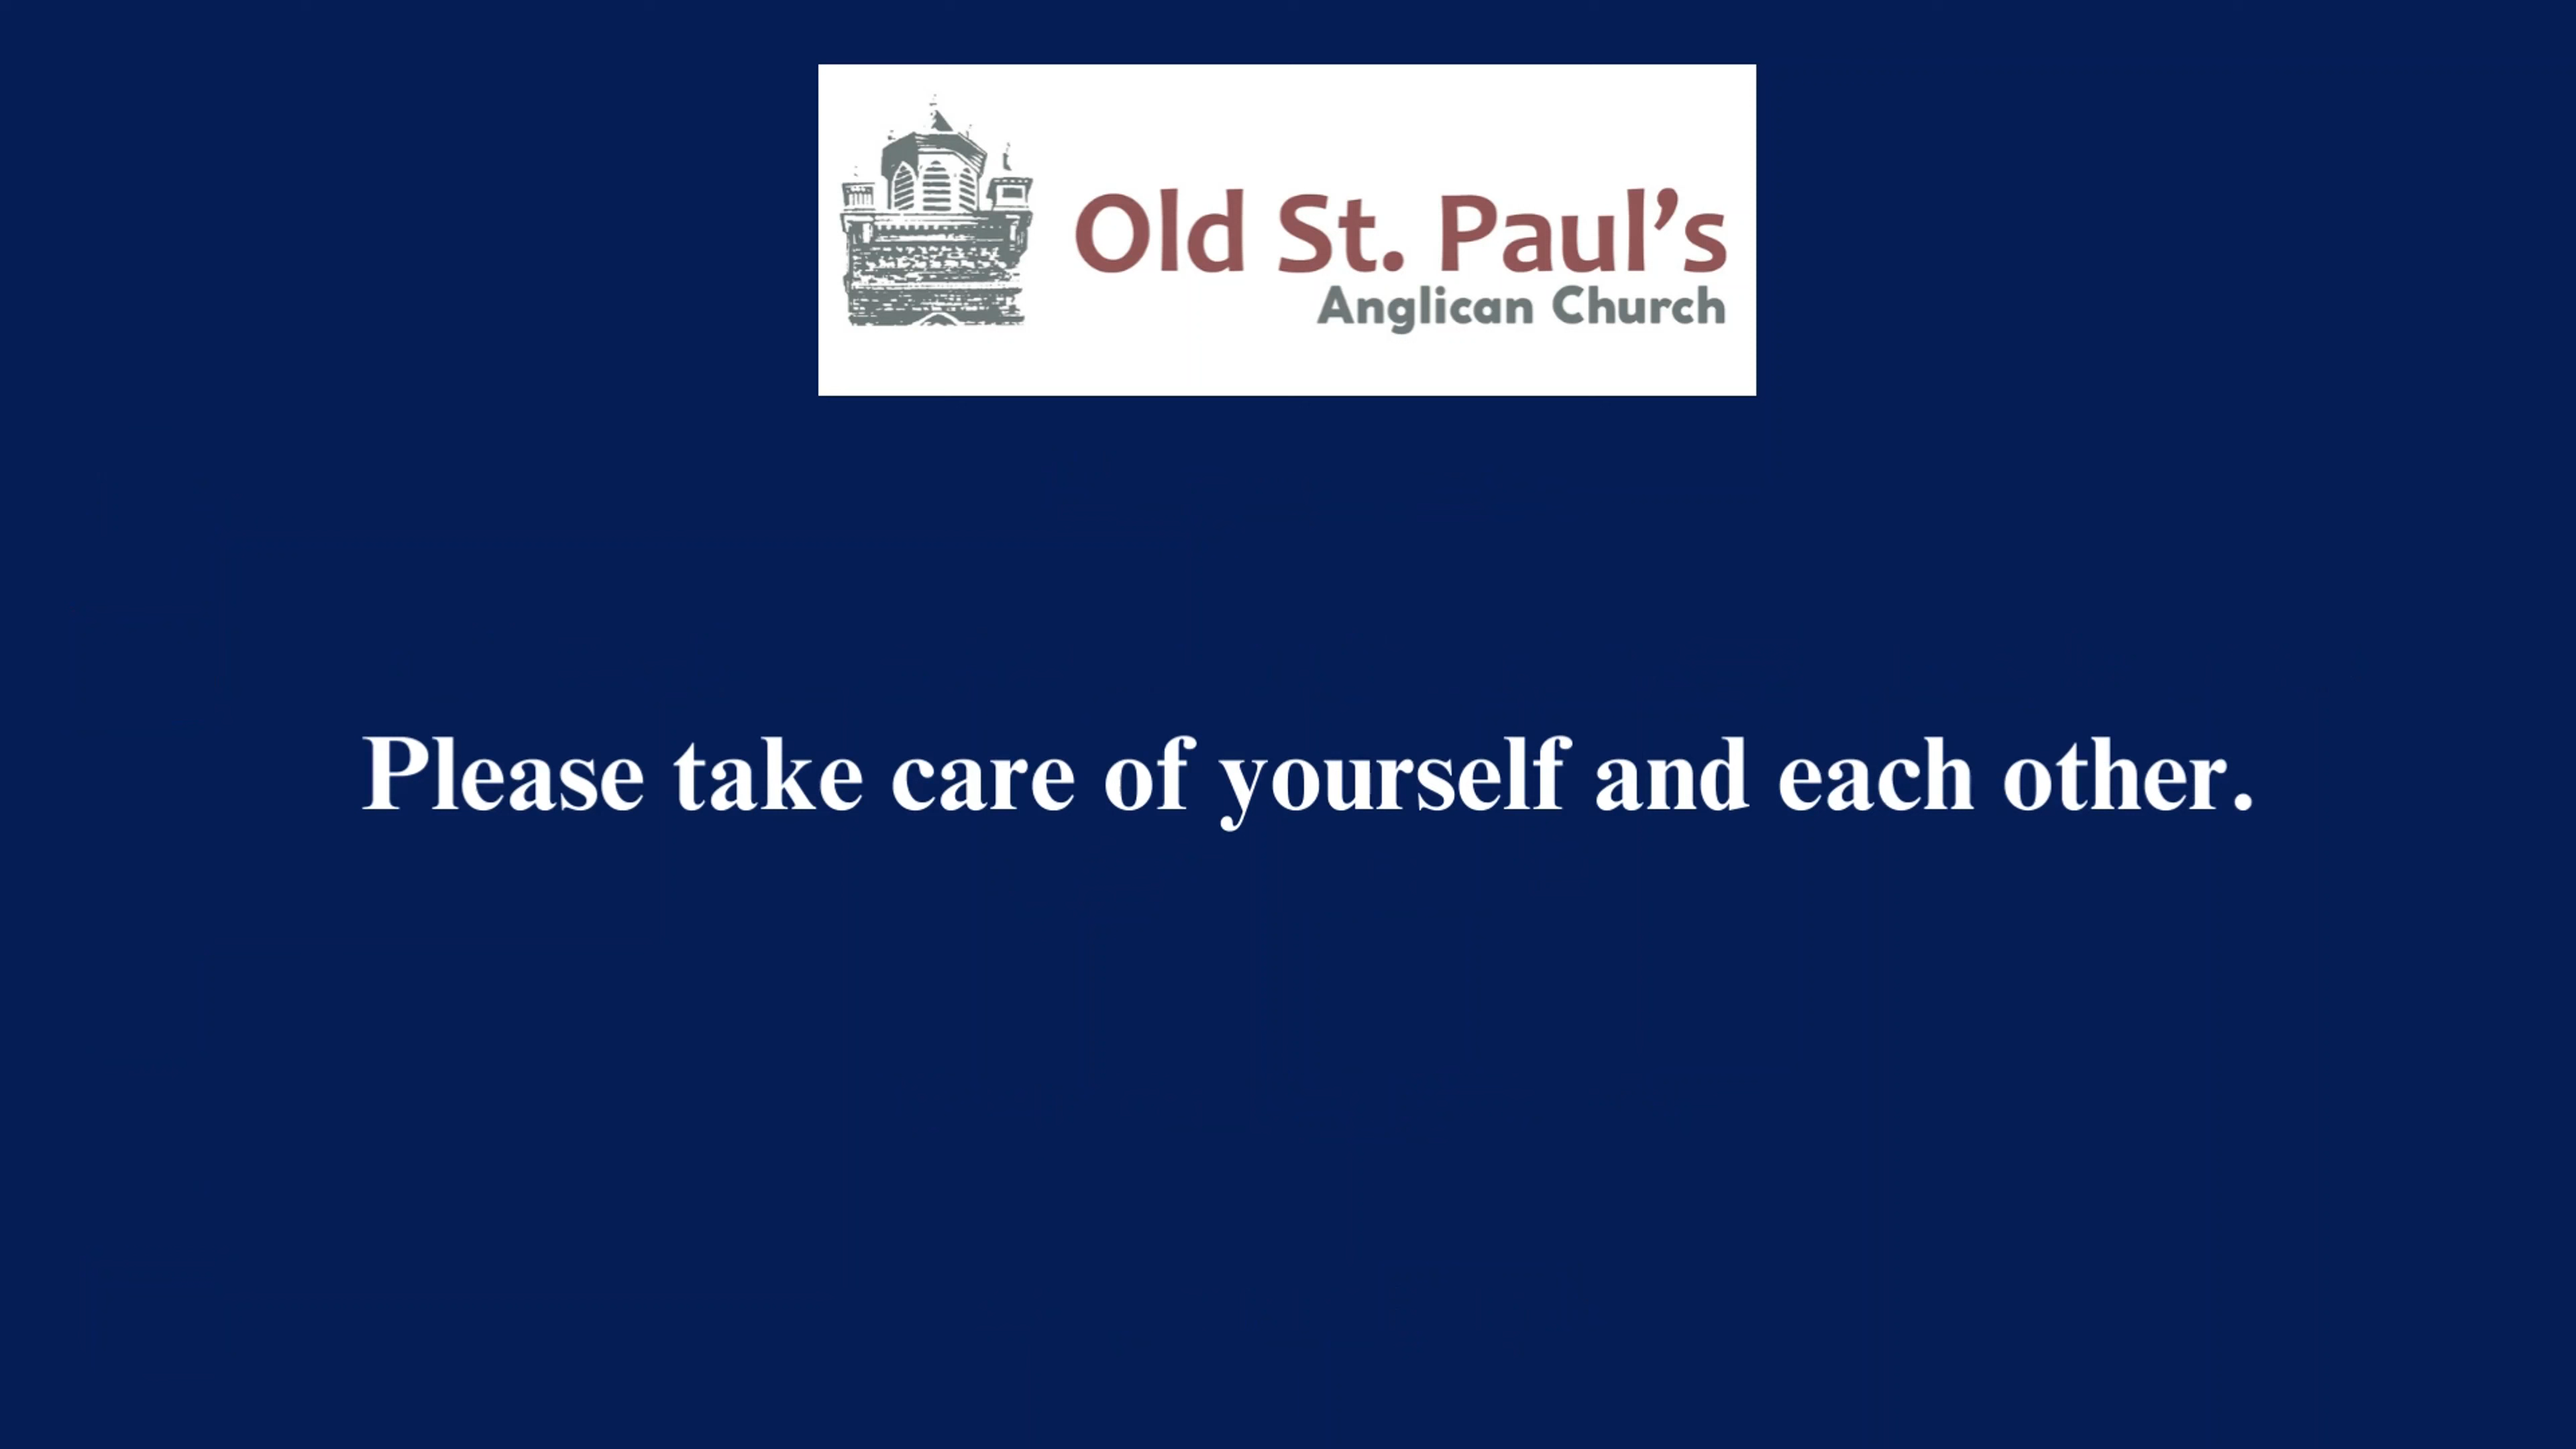 Old St. Paul’s
Anglican Church
Please take care of yourself and each other.